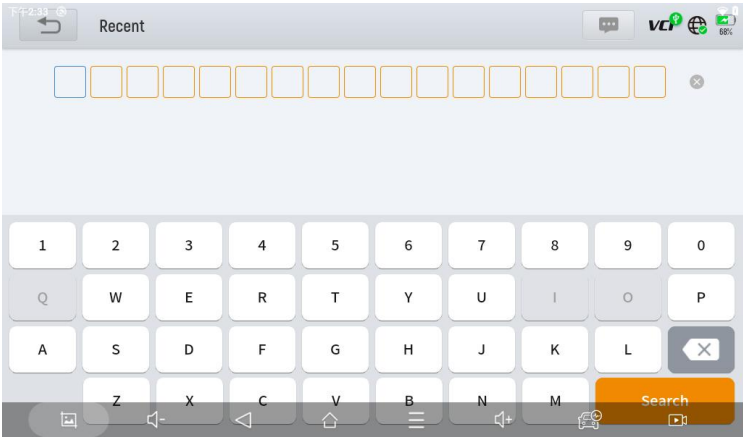 下午2:33
Recent
VCI
68%
1 2 3 4 5 6 7 8 9 0
Q W E R T Y U I O P
A S D F G H J K L
Z X C V B N M Search